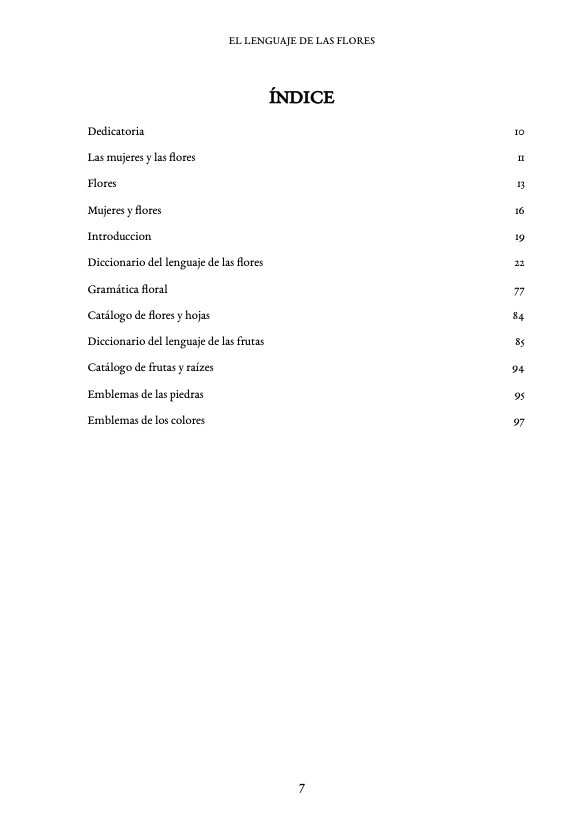 EL LENGUAJE DE LAS FLORES
ÍNDICE
Dedicatoria 10
Las mujeres y las flores 11
Flores 13
Mujeres y flores 16
Introduccion 19
Diccionario del lenguaje de las flores 22
Gramática floral 77
Catálogo de flores y hojas 84
Diccionario del lenguaje de las frutas 85
Catálogo de frutas y raízes 94
Emblemas de las piedras 95
Emblemas de los colores 97
7